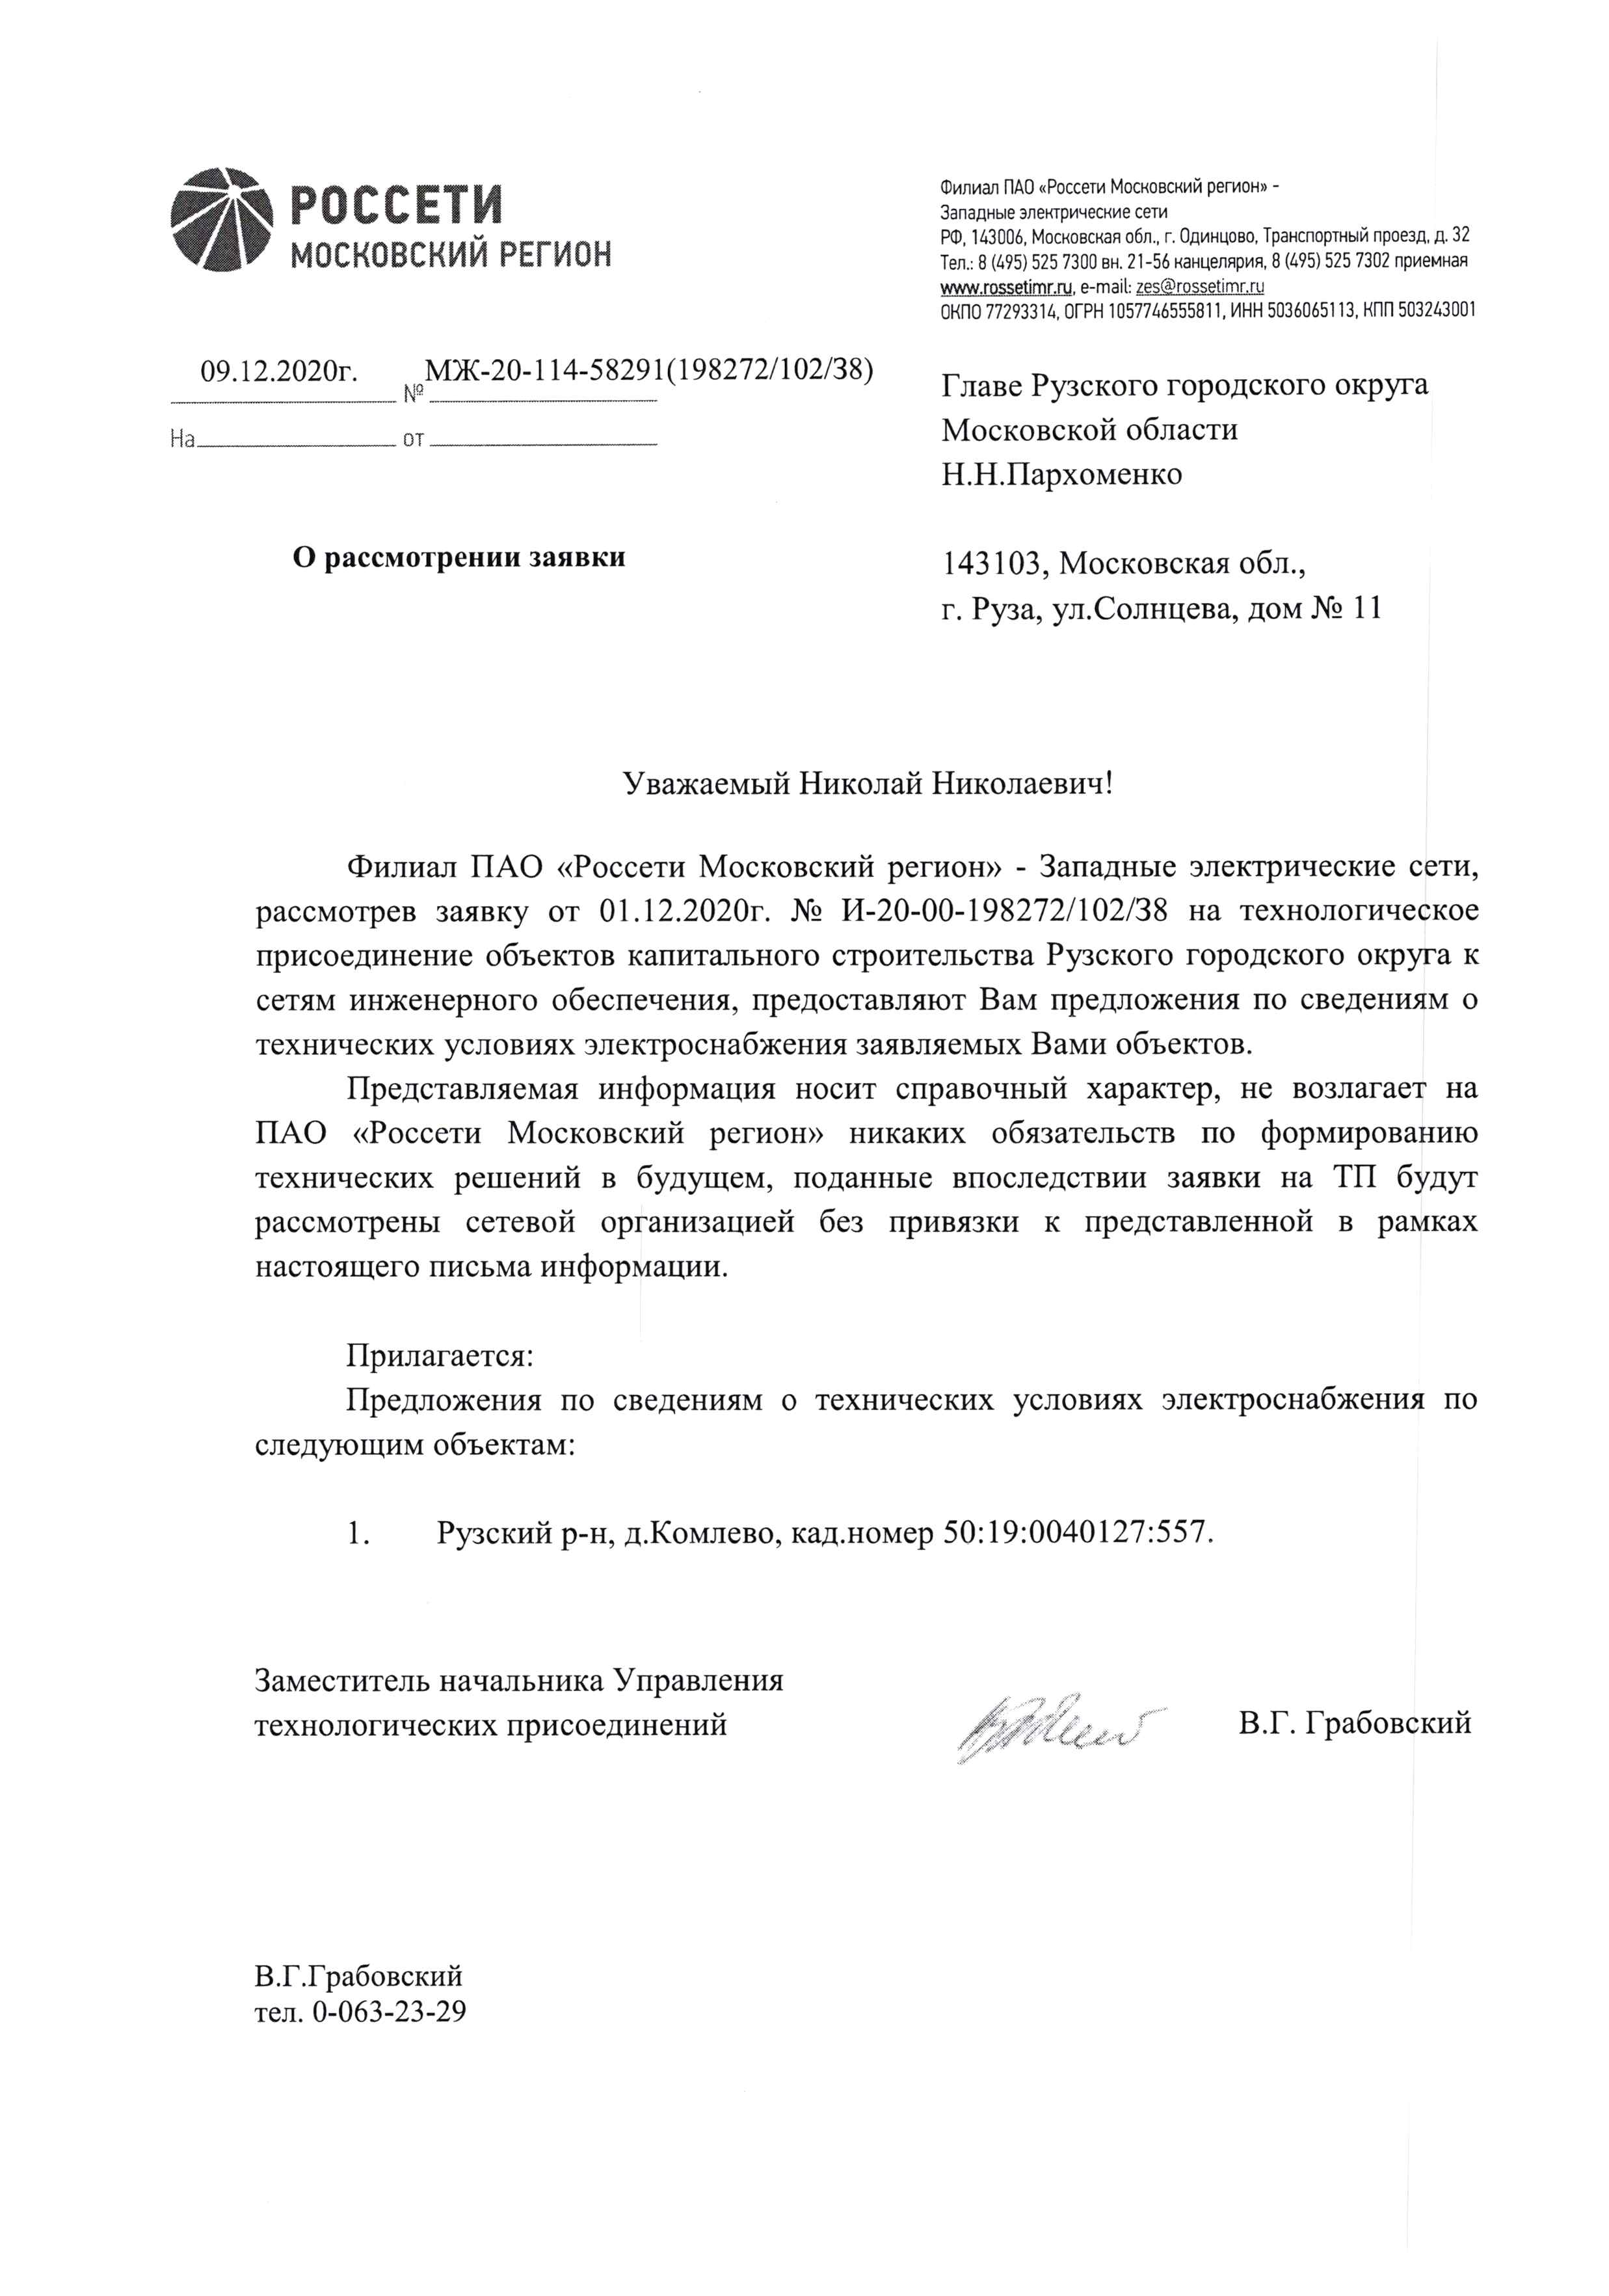 РОССЕТИ
МОСКОВСКИЙ РЕГИОН
Филиал ПАО «Россети Московский регион» -
Западные электрические сети
РФ, 143006, Московская обл., г. Одинцово, Транспортный проезд, д. 32
Тел.: 8 (495) 525 7300 вн. 21-56 канцелярия, 8 (495) 525 7302 приемная
www.rossetimr.ru, e-mail: zes@rossetimr.ru
ОКПО 77293314, ОГРН 1057746555811, ИНН 5036065113, КПП 503243001
09.12.2020г. № МЖ-20-114-58291(198272/102/З8)
На от
Главе Рузского городского округа
Московской области
Н.Н.Пархоменко
О рассмотрении заявки
143103, Московская обл.,
г. Руза, ул.Солнцева, дом № 11
Уважаемый Николай Николаевич!
Филиал ПАО «Россети Московский регион» - Западные электрические сети,
рассмотрев заявку от 01.12.2020г. № И-20-00-198272/102/З8 на технологическое
присоединение объектов капитального строительства Рузского городского округа к
сетям инженерного обеспечения, предоставляют Вам предложения по сведениям о
технических условиях электроснабжения заявляемых Вами объектов.
Представляемая информация носит справочный характер, не возлагает на
ПАО «Россети Московский регион» никаких обязательств по формированию
технических решений в будущем, поданные впоследствии заявки на ТП будут
рассмотрены сетевой организацией без привязки к представленной в рамках
настоящего письма информации.
Прилагается:
Предложения по сведениям о технических условиях электроснабжения по
следующим объектам:
1. Рузский р-н, д.Комлево, кад.номер 50:19:0040127:557.
Заместитель начальника Управления
технологических присоединений
В.Г. Грабовский
В.Г.Грабовский
тел. 0-063-23-29